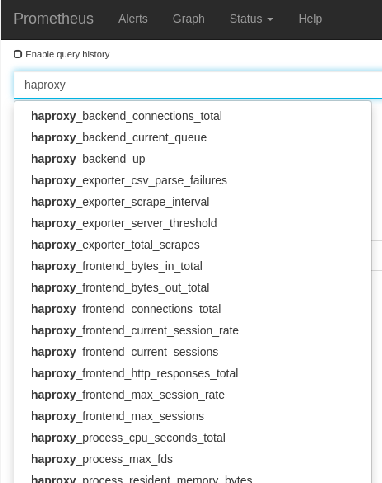 Prometheus Alerts Graph Status Help
Enable query history
haproxy
haproxy_backend_connections_total
haproxy_backend_current_queue
haproxy_backend_up
haproxy_exporter_csv_parse_failures
haproxy_exporter_scrape_interval
haproxy_exporter_server_threshold
haproxy_exporter_total_scrapes
haproxy_frontend_bytes_in_total
haproxy_frontend_bytes_out_total
haproxy_frontend_connections_total
haproxy_frontend_current_session_rate
haproxy_frontend_current_sessions
haproxy_frontend_http_responses_total
haproxy_frontend_max_session_rate
haproxy_frontend_max_sessions
haproxy_process_cpu_seconds_total
haproxy_process_max_fds
haproxy_process_resident_memory_bytes